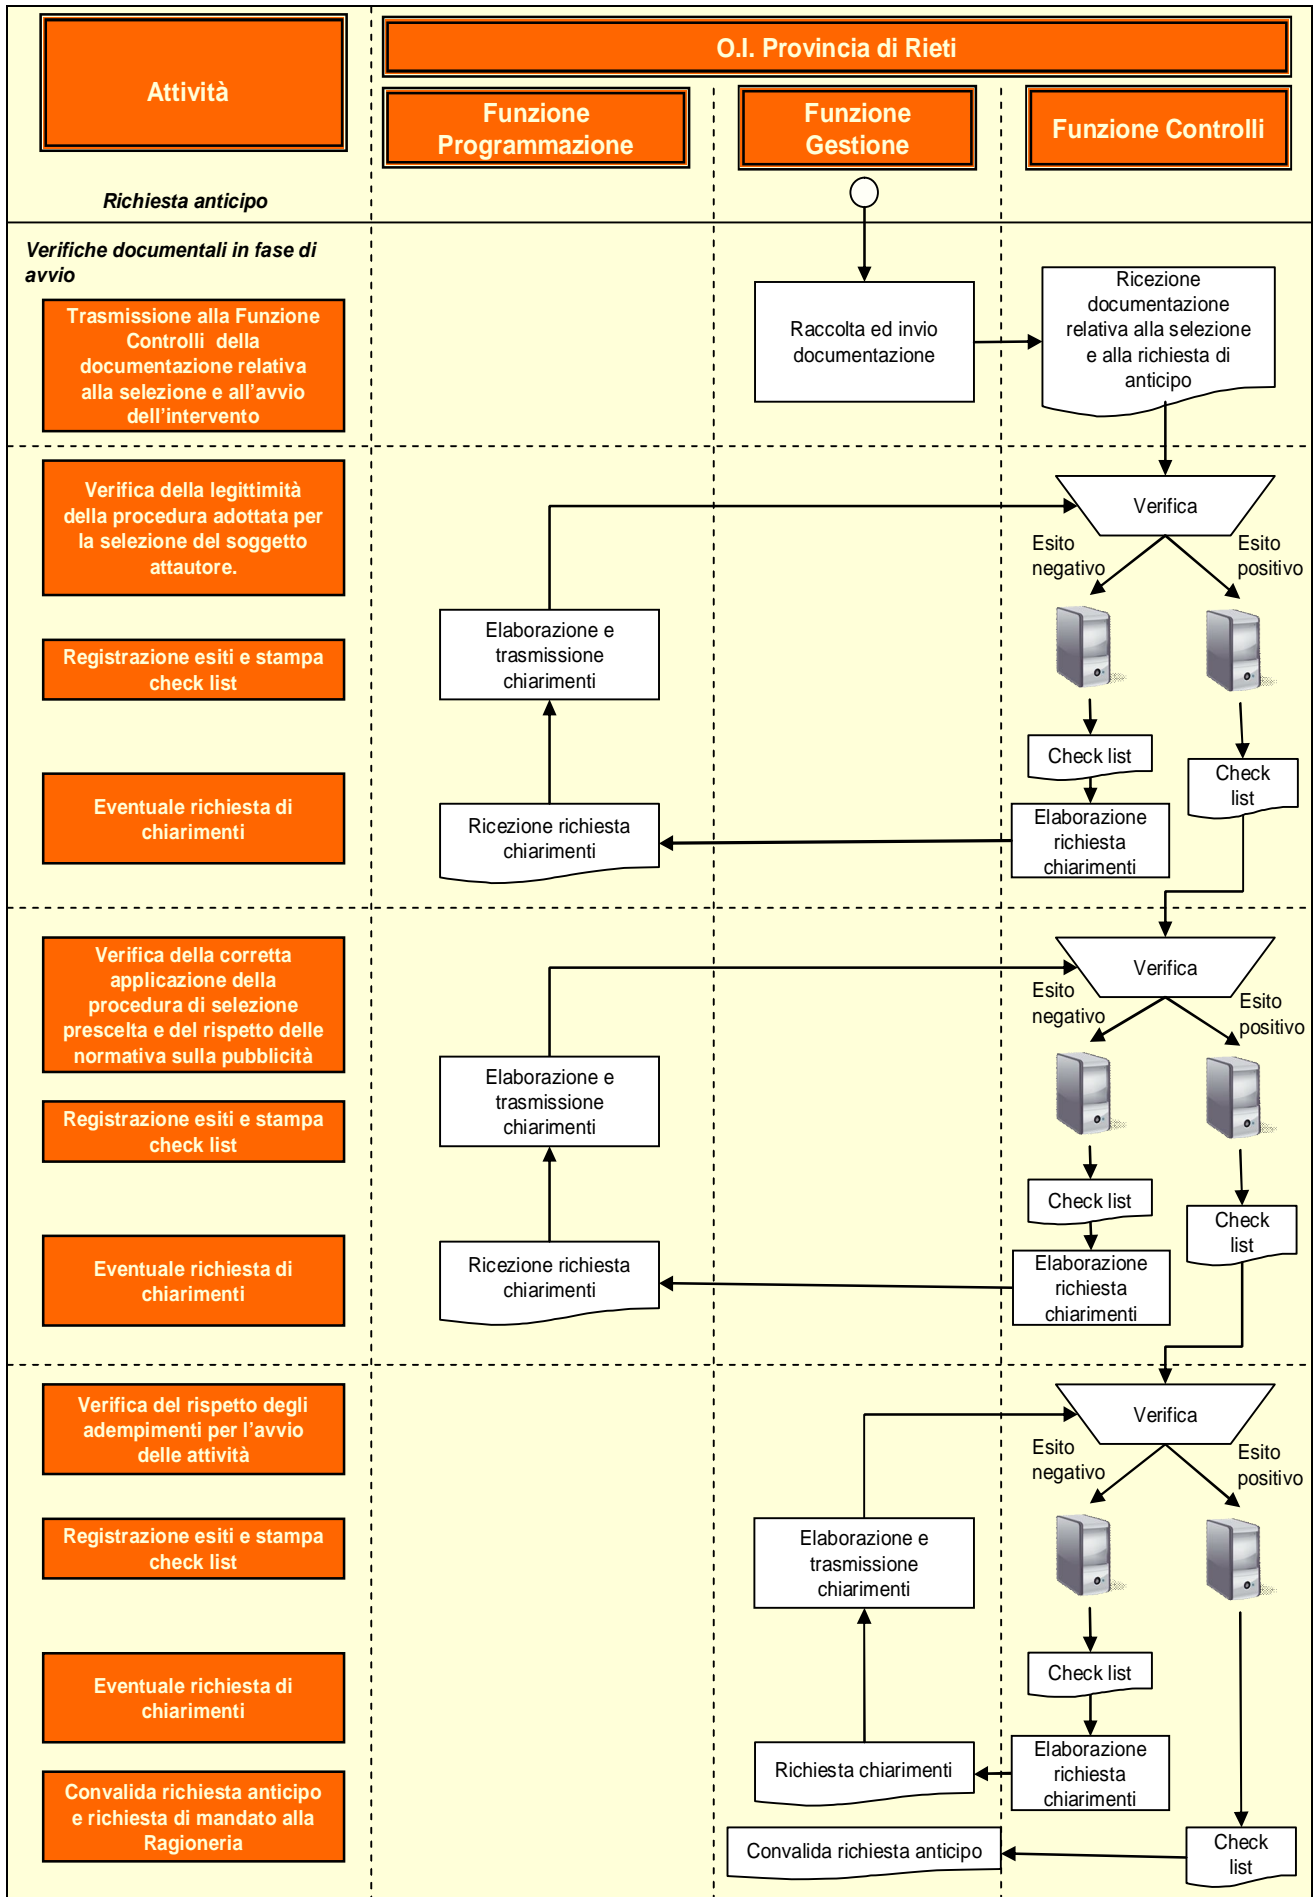 Attività
O.I. Provincia di Rieti
Funzione
Programmazione
Funzione
Gestione
Funzione Controlli
Richiesta anticipo
Verifiche documentali in fase di
avvio
Trasmissione alla Funzione
Controlli della
documentazione relativa
alla selezione e all'avvio
dell'intervento
Raccolta ed invio
documentazione
Ricezione
documentazione
relativa alla selezione
e alla richiesta di
anticipo
Verifica della legittimità
della procedura adottata per
la selezione del soggetto
attautore.
Verifica
Esito
negativo
Esito
positivo
Registrazione esiti e stampa
check list
Elaborazione e
trasmissione
chiarimenti
Check list
Check
list
Eventuale richiesta di
chiarimenti
Ricezione richiesta
chiarimenti
Elaborazione
richiesta
chiarimenti
Verifica della corretta
applicazione della
procedura di selezione
prescelta e del rispetto delle
normativa sulla pubblicità
Verifica
Esito
negativo
Esito
positivo
Elaborazione e
trasmissione
chiarimenti
Registrazione esiti e stampa
check list
Check list
Check
list
Eventuale richiesta di
chiarimenti
Ricezione richiesta
chiarimenti
Elaborazione
richiesta
chiarimenti
Verifica del rispetto degli
adempimenti per l'avvio
delle attività
Verifica
Esito
negativo
Esito
positivo
Registrazione esiti e stampa
check list
Elaborazione e
trasmissione
chiarimenti
Check list
Eventuale richiesta di
chiarimenti
Richiesta chiarimenti
Elaborazione
richiesta
chiarimenti
Convalida richiesta anticipo
e richiesta di mandato alla
Ragioneria
Convalida richiesta anticipo
Check
list